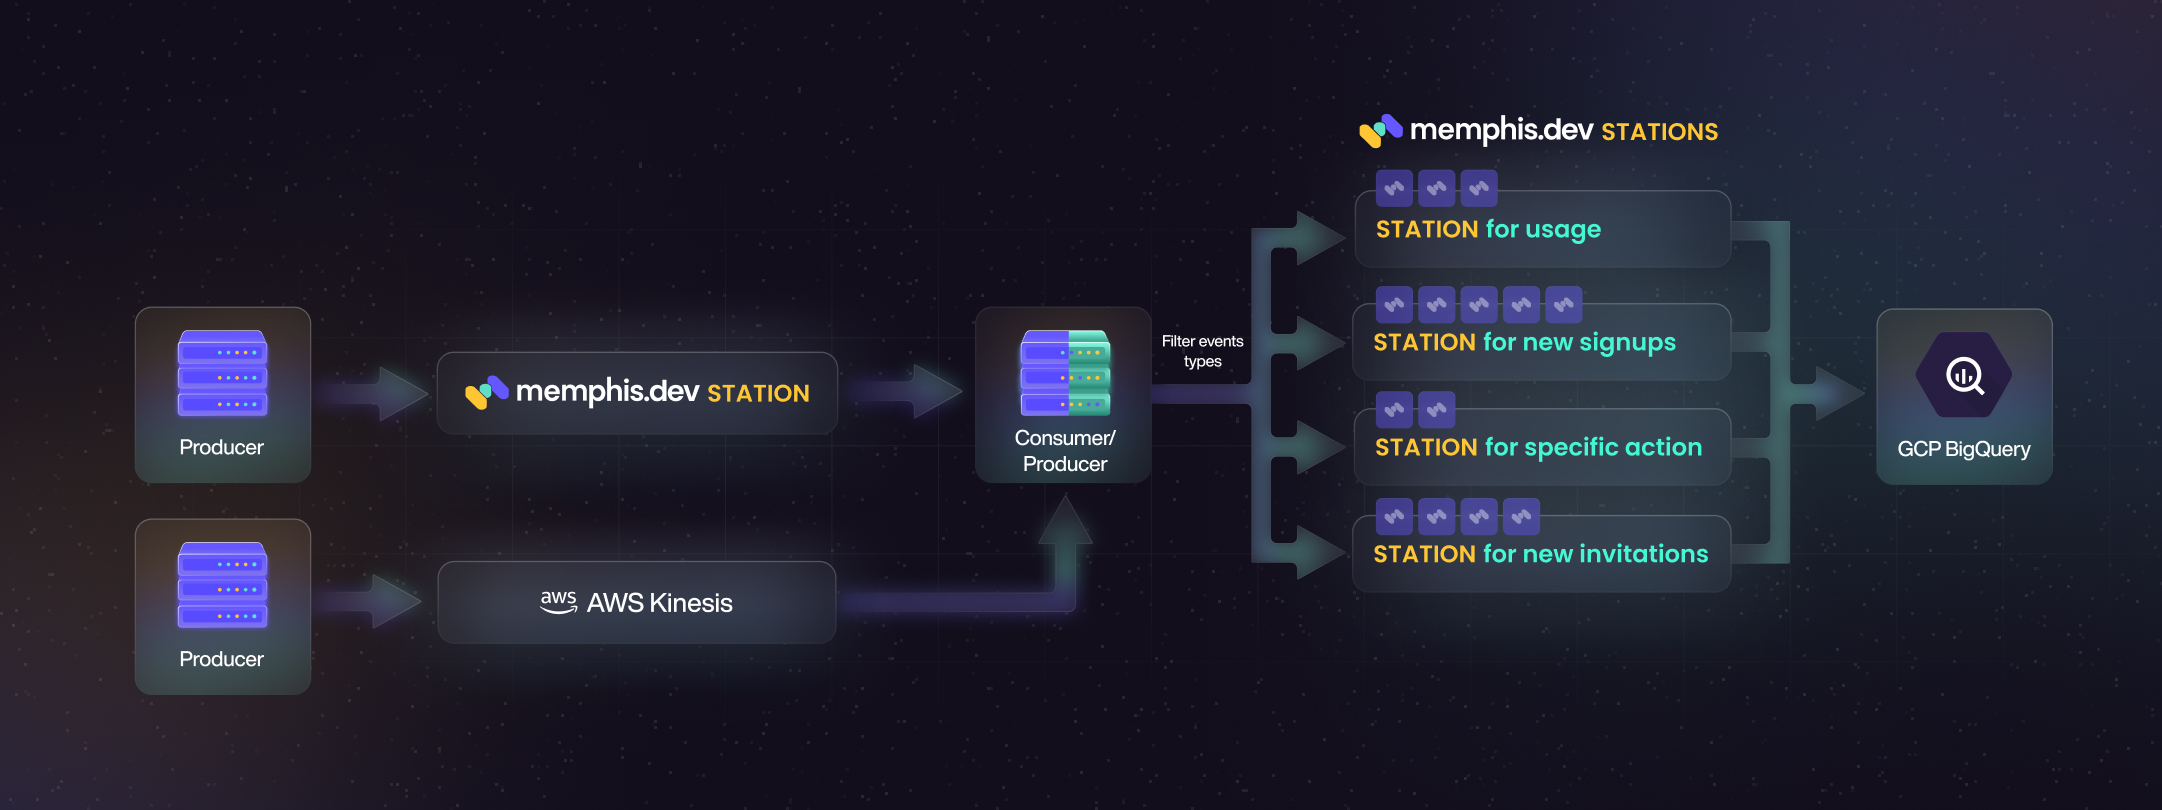 memphis.dev STATIONS
STATION for usage
STATION for new signups
STATION for specific action
STATION for new invitations
Filter events
types
Producer
memphis.dev STATION
Consumer/
Producer
GCP BigQuery
Producer
aws AWS Kinesis